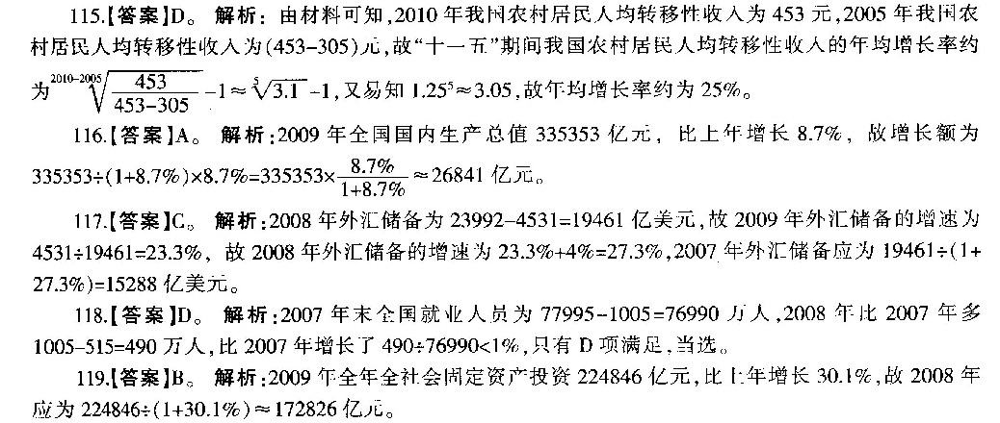 115.【答案】D。 解析：由材料可知,2010 年我国农村居民人均转移性收入为 453 元,2005 年我国农
村居民人均转移性收入为(453-305)元,故“十一五”期间我国农村居民人均转移性收入的年均增长率约
为 \sqrt[2010-2005]{\frac{453}{453-305}} -1≈ \sqrt[5]{3.1} -1,又易知 1.25⁵≈3.05,故年均增长率约为 25%。
116.【答案】A。 解析:2009 年全国国内生产总值 335353 亿元，比上年增长 8.7%，故增长额为
335353÷(1+8.7%)×8.7%=335353×\frac{8.7%}{1+8.7%}≈26841 亿元。
117.【答案】C。 解析:2008 年外汇储备为 23992-4531=19461 亿美元,故 2009 年外汇储备的增速为
4531÷19461=23.3%，故 2008 年外汇储备的增速为 23.3%+4%=27.3%,2007 年外汇储备应为 19461÷(1+
27.3%)=15288 亿美元。
118.【答案】D。 解析:2007 年末全国就业人员为 77995-1005=76990 万人,2008 年比 2007 年多
1005-515=490 万人,比 2007 年增长了 490÷76990<1%,只有 D 项满足,当选。
119.【答案】B。 解析:2009 年全年全社会固定资产投资 224846 亿元,比上年增长 30.1%,故 2008 年
应为 224846÷(1+30.1%)≈172826 亿元。